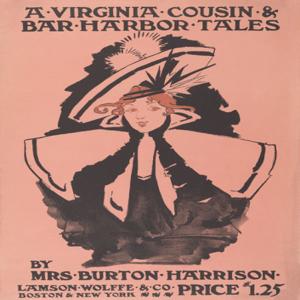 A·VIRGINIA·COUSIN·&
BAR·HARBOR·TALES
BY
MRS·BURTON·HARRISON.
LAMSON·WOLFFE·&·CO.
BOSTON & NEW YORK
PRICE $1.25